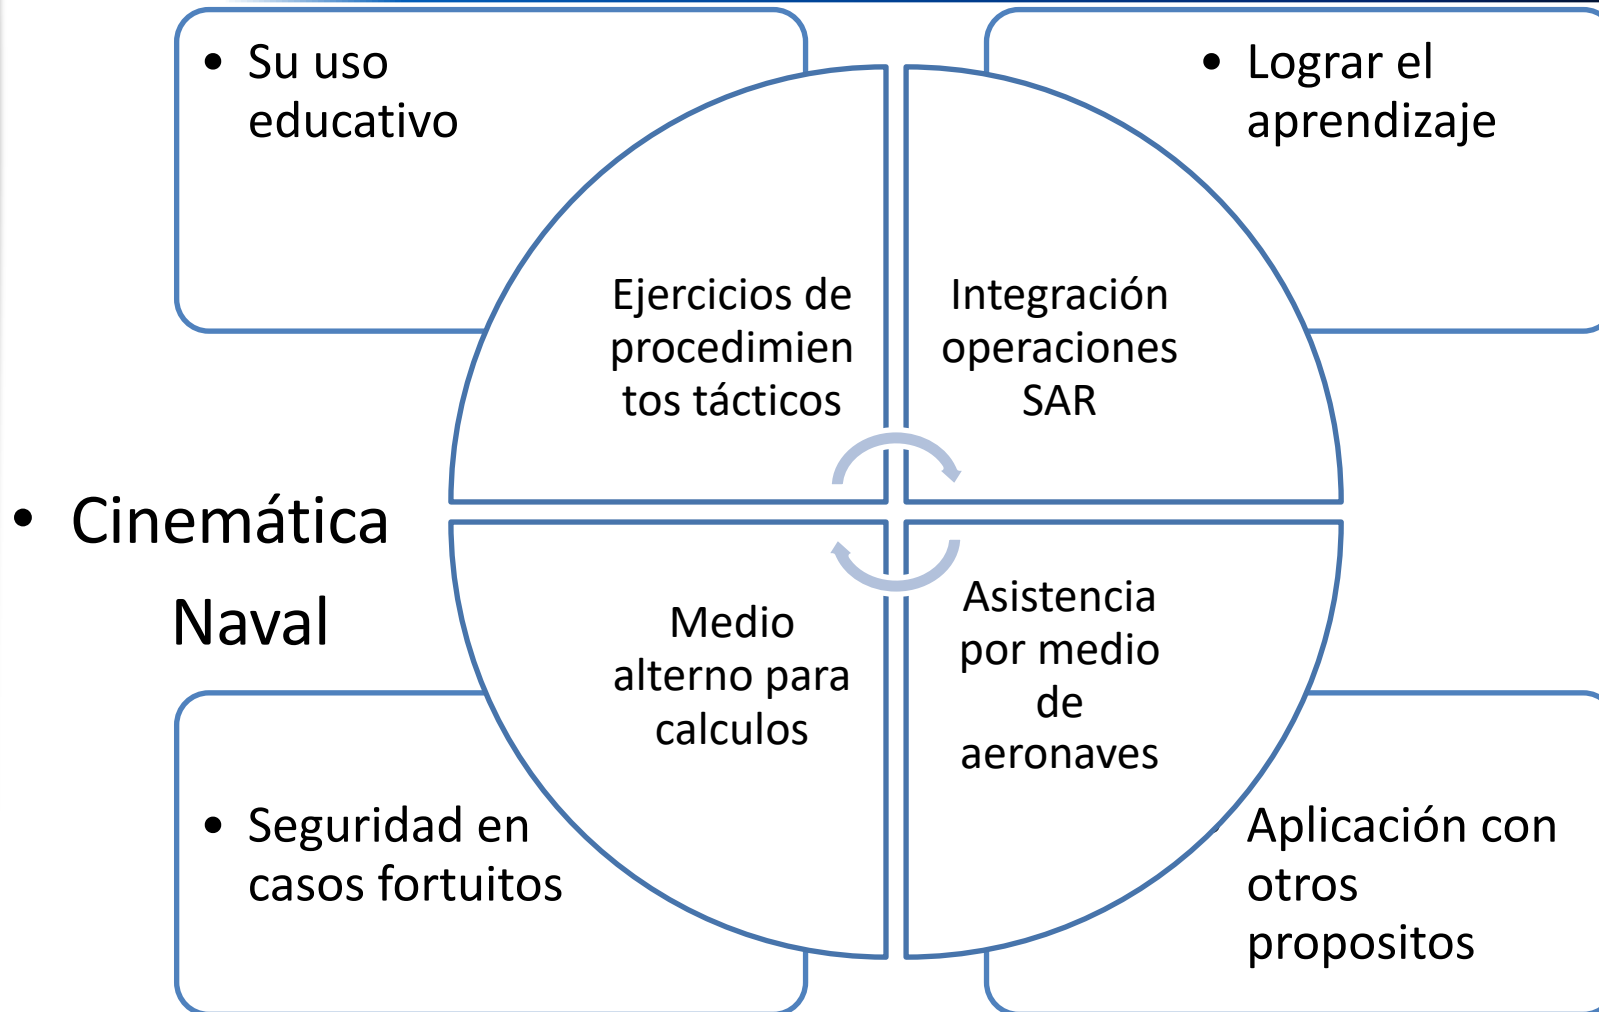 • Su uso
educativo
• Lograr el
aprendizaje
Ejercicios de
procedimien
tos tácticos
Integración
operaciones
SAR
• Cinemática
Naval
Medio
alterno para
calculos
Asistencia
por medio
de
aeronaves
• Seguridad en
casos fortuitos
• Aplicación con
otros
propositos